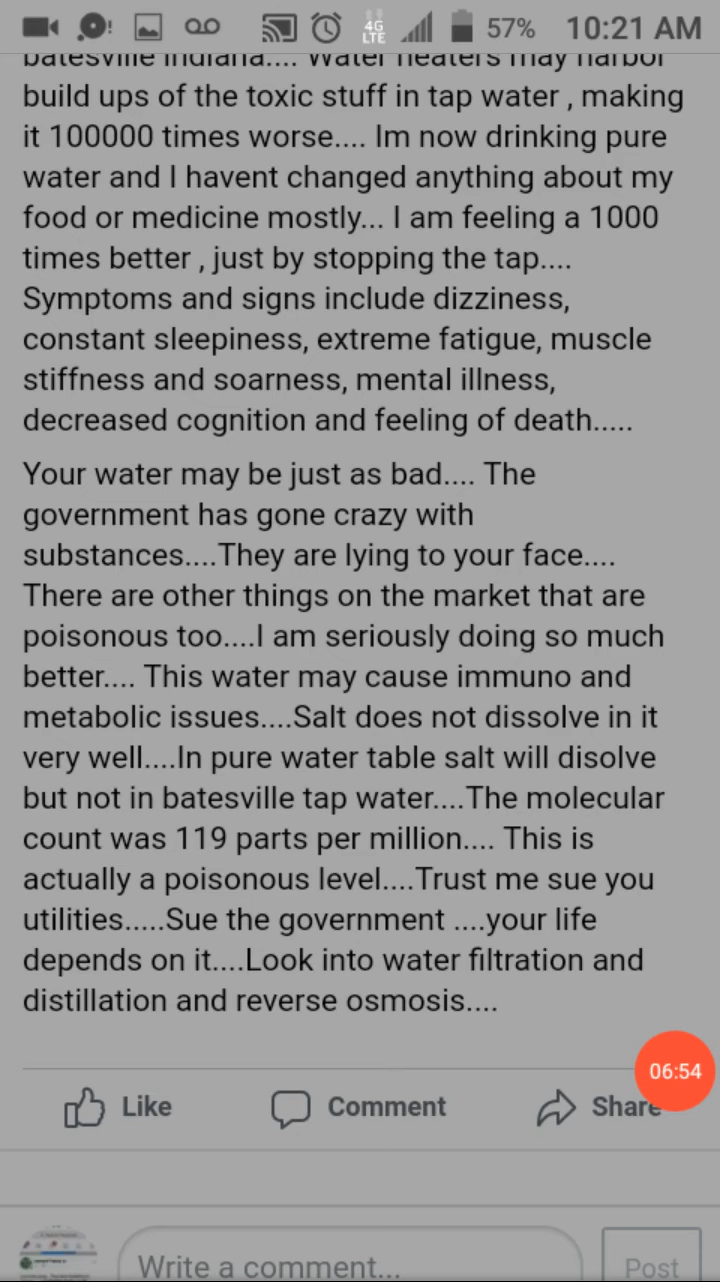 4G
LTE
57%
10:21 AM
batesville indiana.... Water heaters may harbor
build ups of the toxic stuff in tap water , making
it 100000 times worse.... Im now drinking pure
water and I havent changed anything about my
food or medicine mostly... I am feeling a 1000
times better , just by stopping the tap....
Symptoms and signs include dizziness,
constant sleepiness, extreme fatigue, muscle
stiffness and soarness, mental illness,
decreased cognition and feeling of death.....
Your water may be just as bad.... The
government has gone crazy with
substances....They are lying to your face....
There are other things on the market that are
poisonous too....I am seriously doing so much
better.... This water may cause immuno and
metabolic issues....Salt does not dissolve in it
very well....In pure water table salt will disolve
but not in batesville tap water....The molecular
count was 119 parts per million.... This is
actually a poisonous level....Trust me sue you
utilities.....Sue the government ....your life
depends on it....Look into water filtration and
distillation and reverse osmosis....
06:54
Like
Comment
Share
Write a comment...
Post